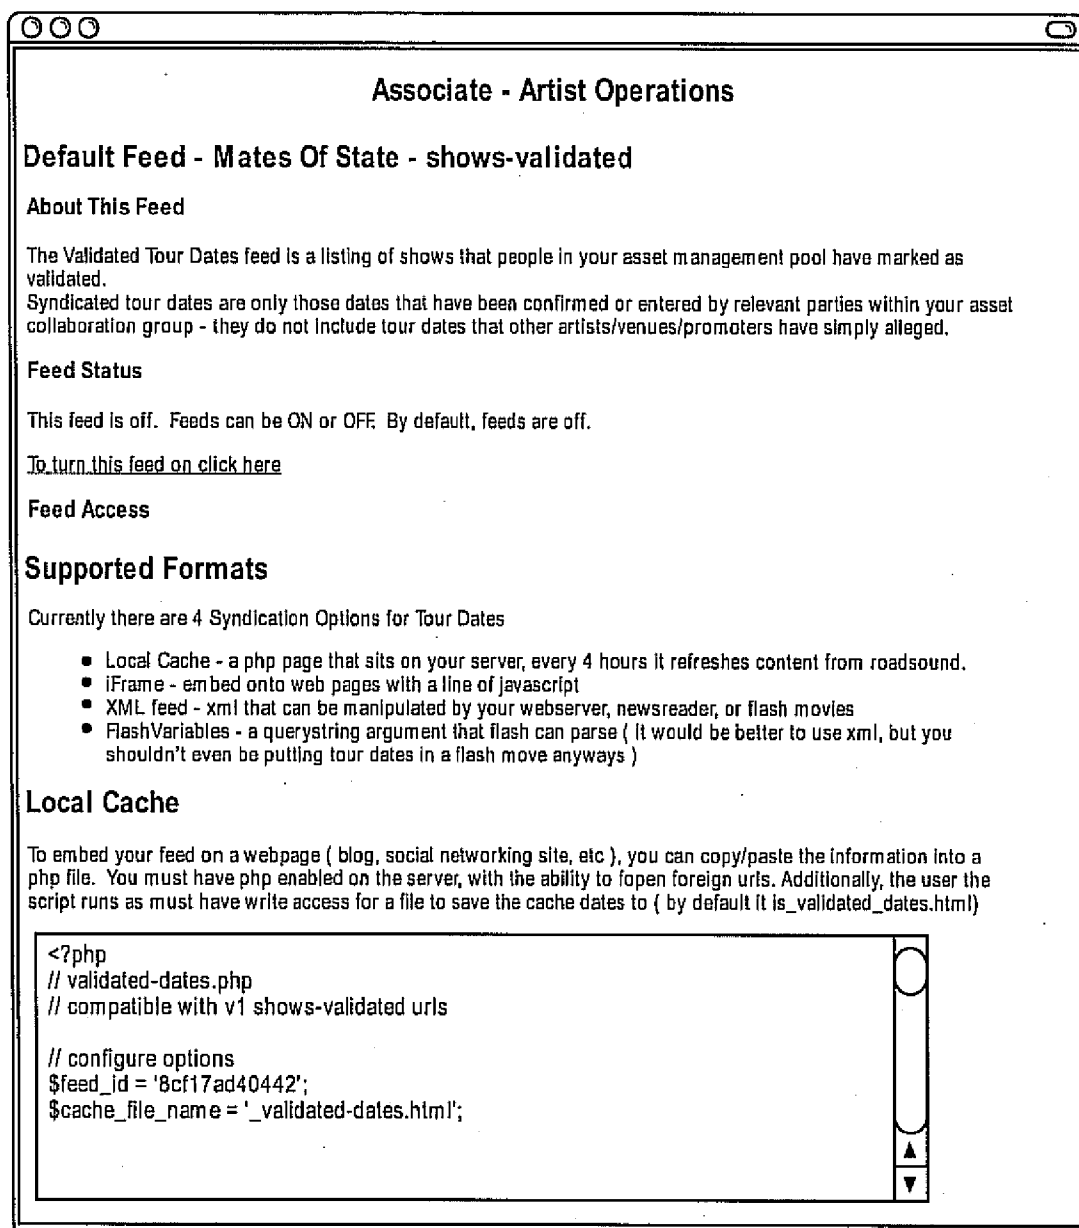 Associate - Artist Operations
Default Feed - Mates Of State - shows-validated
About This Feed
The Validated Tour Dates feed is a listing of shows that people in your asset management pool have marked as
validated.
Syndicated tour dates are only those dates that have been confirmed or entered by relevant parties within your asset
collaboration group - they do not include tour dates that other artists/venues/promoters have simply alleged.
Feed Status
This feed is off. Feeds can be ON or OFF. By default, feeds are off.
To turn this feed on click here
Feed Access
Supported Formats
Currently there are 4 Syndication Options for Tour Dates
• Local Cache - a php page that sits on your server, every 4 hours it refreshes content from roadsound.
• iFrame - embed onto web pages with a line of javascript
• XML feed - xml that can be manipulated by your webserver, newsreader, or flash movies
• FlashVariables - a querystring argument that flash can parse ( It would be better to use xml, but you
shouldn't even be putting tour dates in a flash move anyways )
Local Cache
To embed your feed on a webpage ( blog, social networking site, etc ), you can copy/paste the information into a
php file. You must have php enabled on the server, with the ability to fopen foreign urls. Additionally, the user the
script runs as must have write access for a file to save the cache dates to ( by default it is_validated_dates.html)
<?php
// validated-dates.php
// compatible with v1 shows-validated urls
// configure options
$feed_id = '8cf17ad40442';
$cache_file_name = '_validated-dates.html';